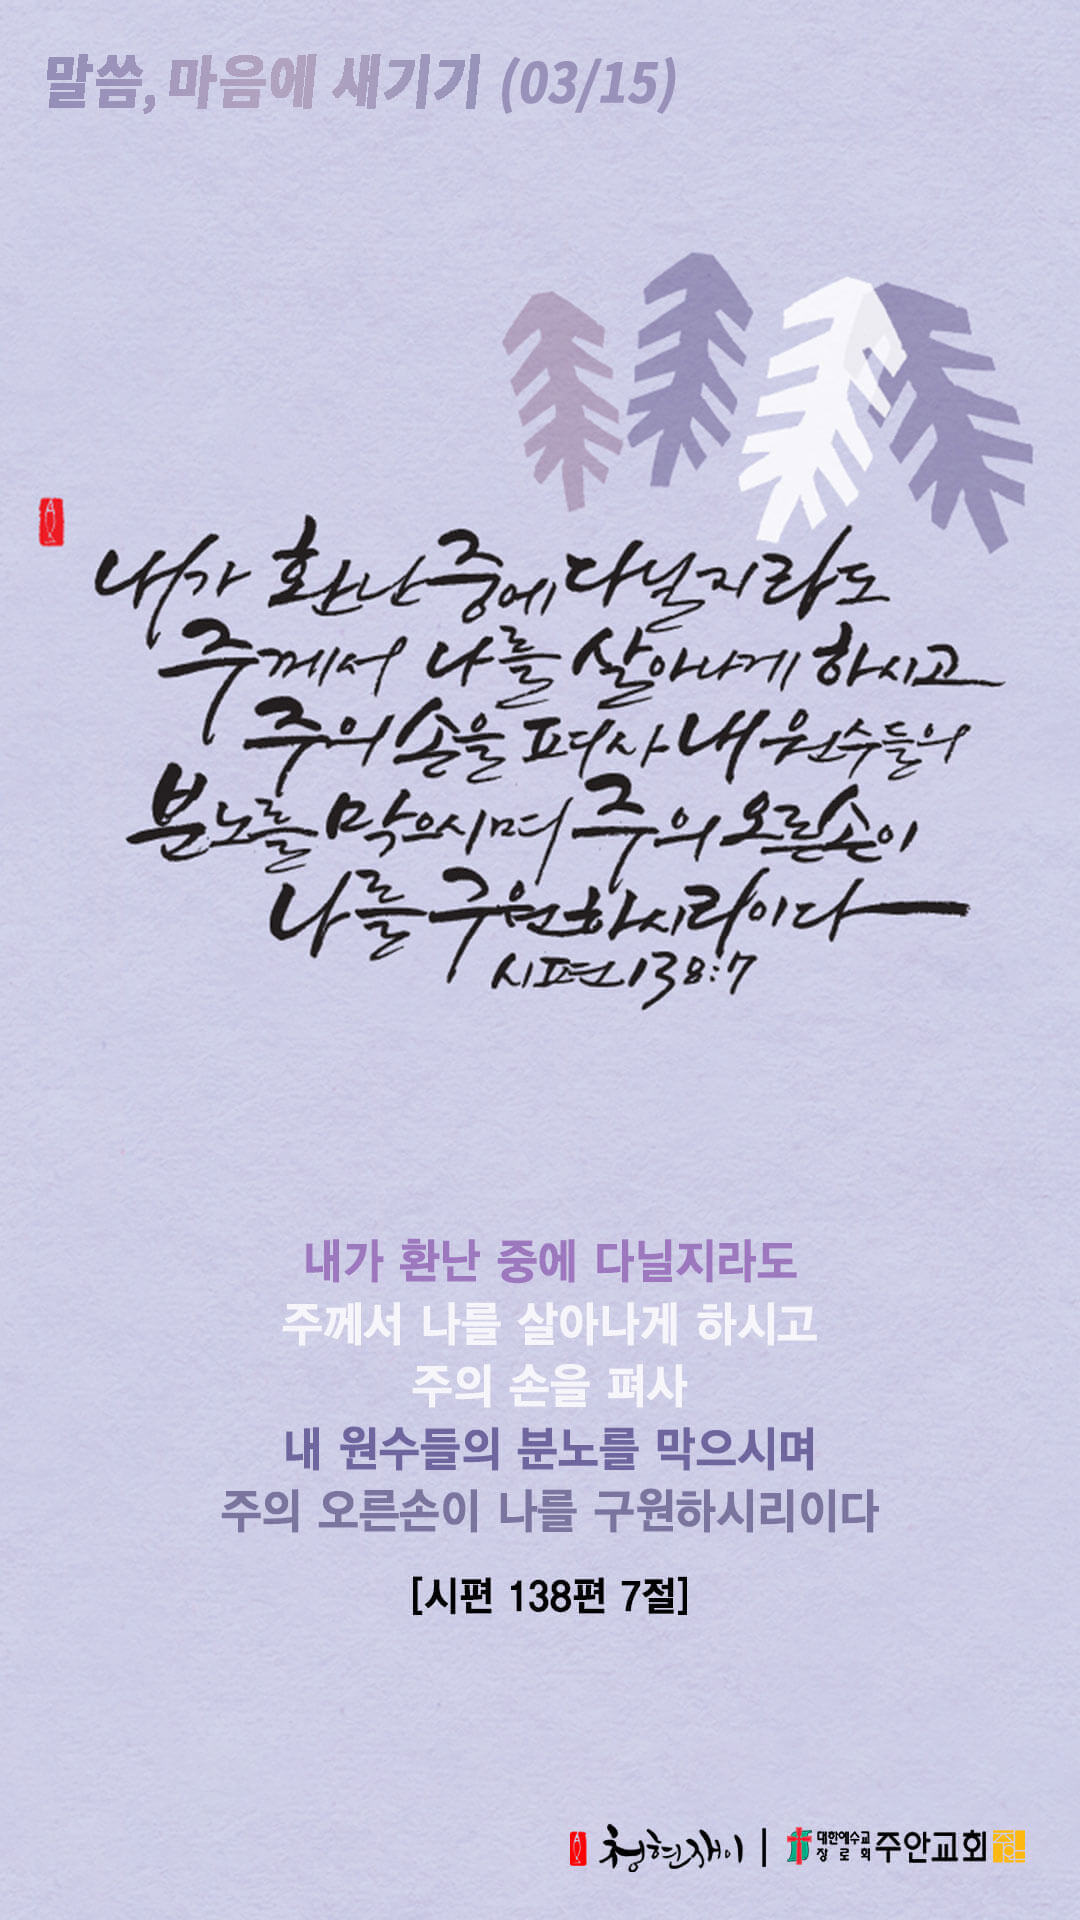 말씀, 마음에 새기기 (03/15)
내가 환난 중에 다닐지라도
주께서 나를 살아나게 하시고
주의 손을 펴사 내 원수들의
분노를 막으시며 주의 오른손이
나를 구원하시리이다
시편 138:7
내가 환난 중에 다닐지라도
주께서 나를 살아나게 하시고
주의 손을 펴사
내 원수들의 분노를 막으시며
주의 오른손이 나를 구원하시리이다
[시편 138편 7절]
청현재이 | 대한예수교
장로회 주안교회